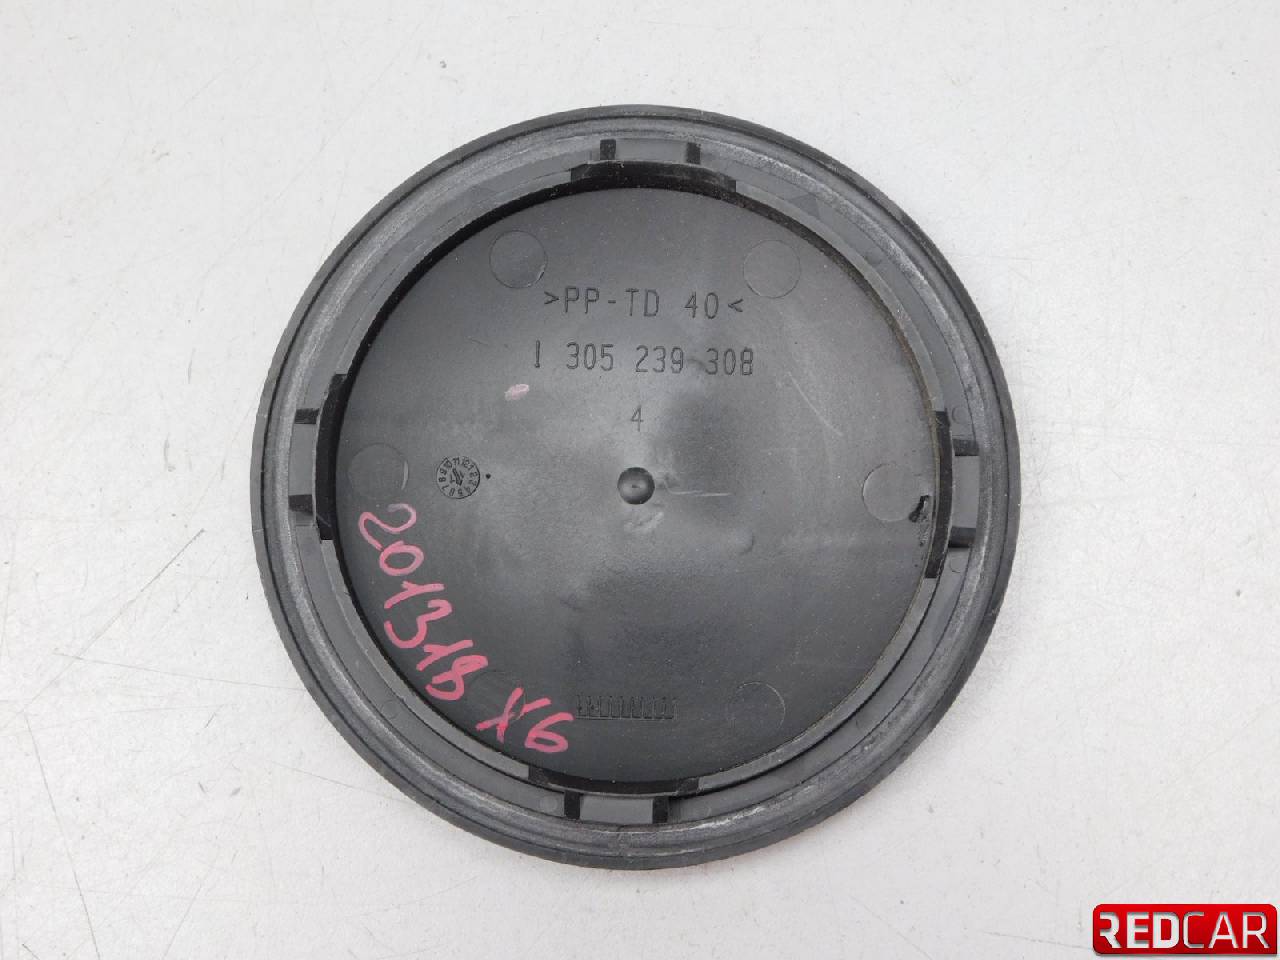 >PP-TD 40<
1 305 239 308
4
201318 X6
REDCAR